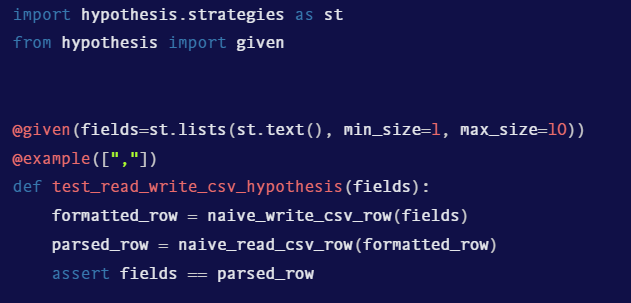 import hypothesis.strategies as st
from hypothesis import given
@given(fields=st.lists(st.text(), min_size=1, max_size=10))
@example([","])
def test_read_write_csv_hypothesis(fields):
    formatted_row = naive_write_csv_row(fields)
    parsed_row = naive_read_csv_row(formatted_row)
    assert fields == parsed_row